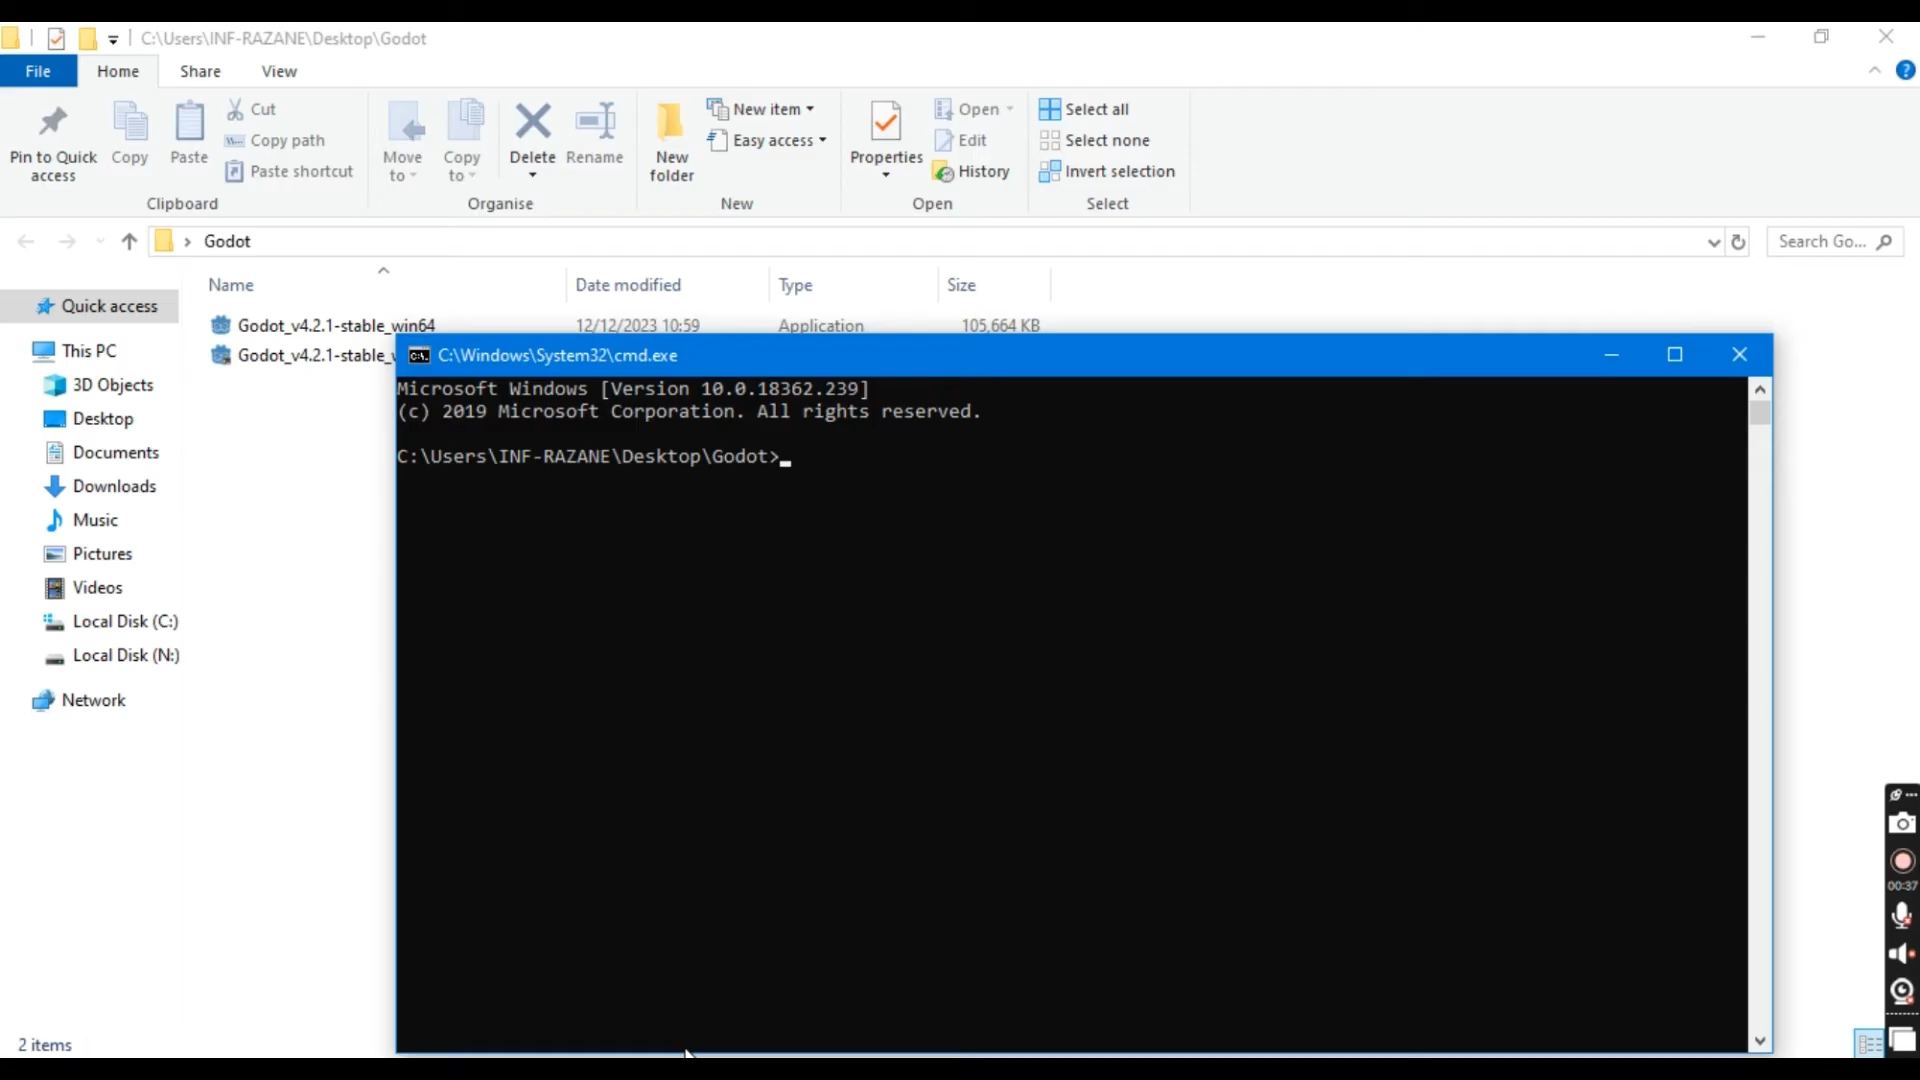 C:\Users\INF-RAZANE\Desktop\Godot
File Home Share View
Pin to Quick access
Copy
Paste
Cut
Copy path
Paste shortcut
Clipboard
Move to
Copy to
Delete
Rename
Organise
New folder
New item
Easy access
New
Properties
Open
Edit
History
Open
Select all
Select none
Invert selection
Select
Godot
Search Go...
Name Date modified Type Size
Quick access
This PC
3D Objects
Desktop
Documents
Downloads
Music
Pictures
Videos
Local Disk (C:)
Local Disk (N:)
Network
Godot_v4.2.1-stable_win64 12/12/2023 10:59 Application 105,664 KB
Godot_v4.2.1-stable_
C:\Windows\System32\cmd.exe
Microsoft Windows [Version 10.0.18362.239]
(c) 2019 Microsoft Corporation. All rights reserved.
C:\Users\INF-RAZANE\Desktop\Godot>
00:37
2 items